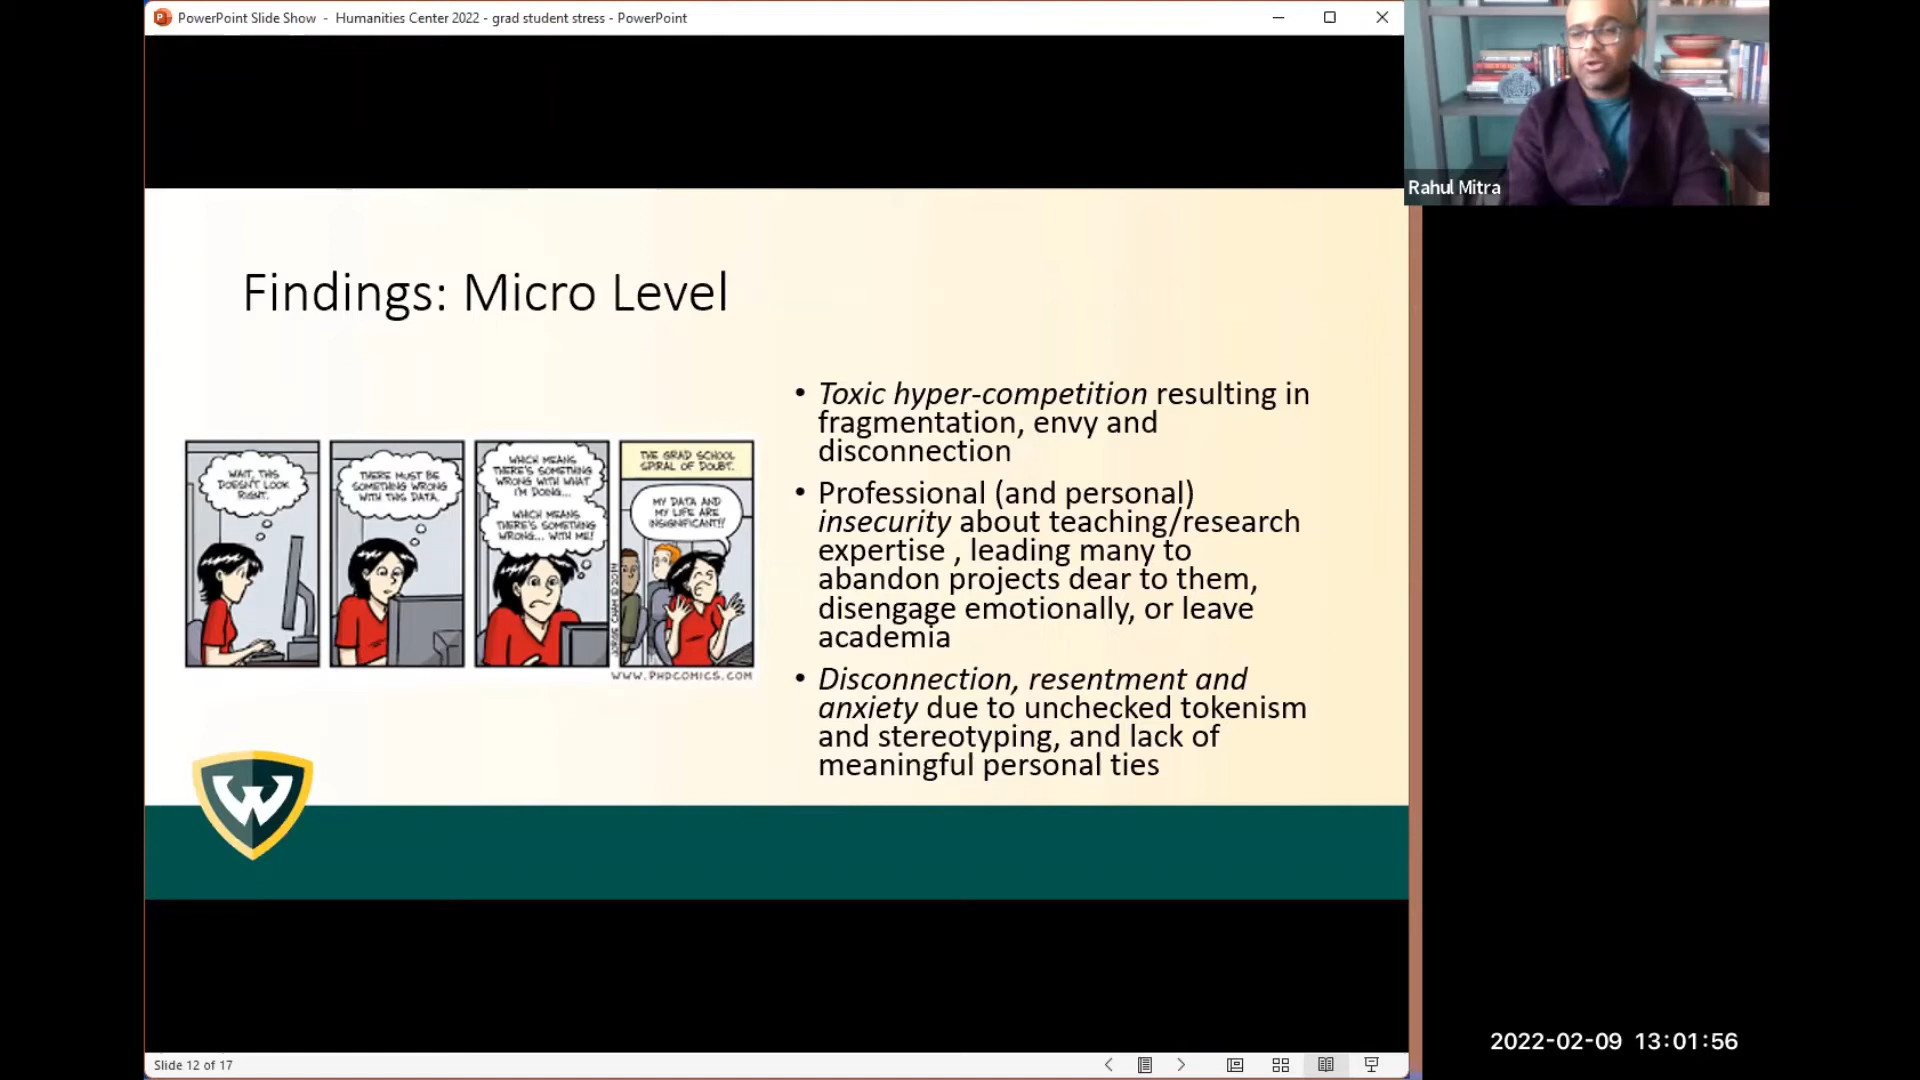 PowerPoint Slide Show - Humanities Center 2022 - grad student stress - PowerPoint
Rahul Mitra
Findings: Micro Level
WAIT, THIS
DOESN'T LOOK
RIGHT.
THERE MUST BE
SOMETHING WRONG
WITH THIS DATA.
WHICH MEANS
THERE'S SOMETHING
WRONG WITH WHAT
I'M DOING...
WHICH MEANS
THERE'S SOMETHING
WRONG... WITH ME!
THE GRAD SCHOOL
SPIRAL OF DOUBT.
MY DATA AND
MY LIFE ARE
INSIGNIFICANT!!
JORGE CHAM © 2014
WWW.PHDCOMICS.COM
• Toxic hyper-competition resulting in
fragmentation, envy and
disconnection
• Professional (and personal)
insecurity about teaching/research
expertise , leading many to
abandon projects dear to them,
disengage emotionally, or leave
academia
• Disconnection, resentment and
anxiety due to unchecked tokenism
and stereotyping, and lack of
meaningful personal ties
W
2022-02-09 13:01:56
Slide 12 of 17